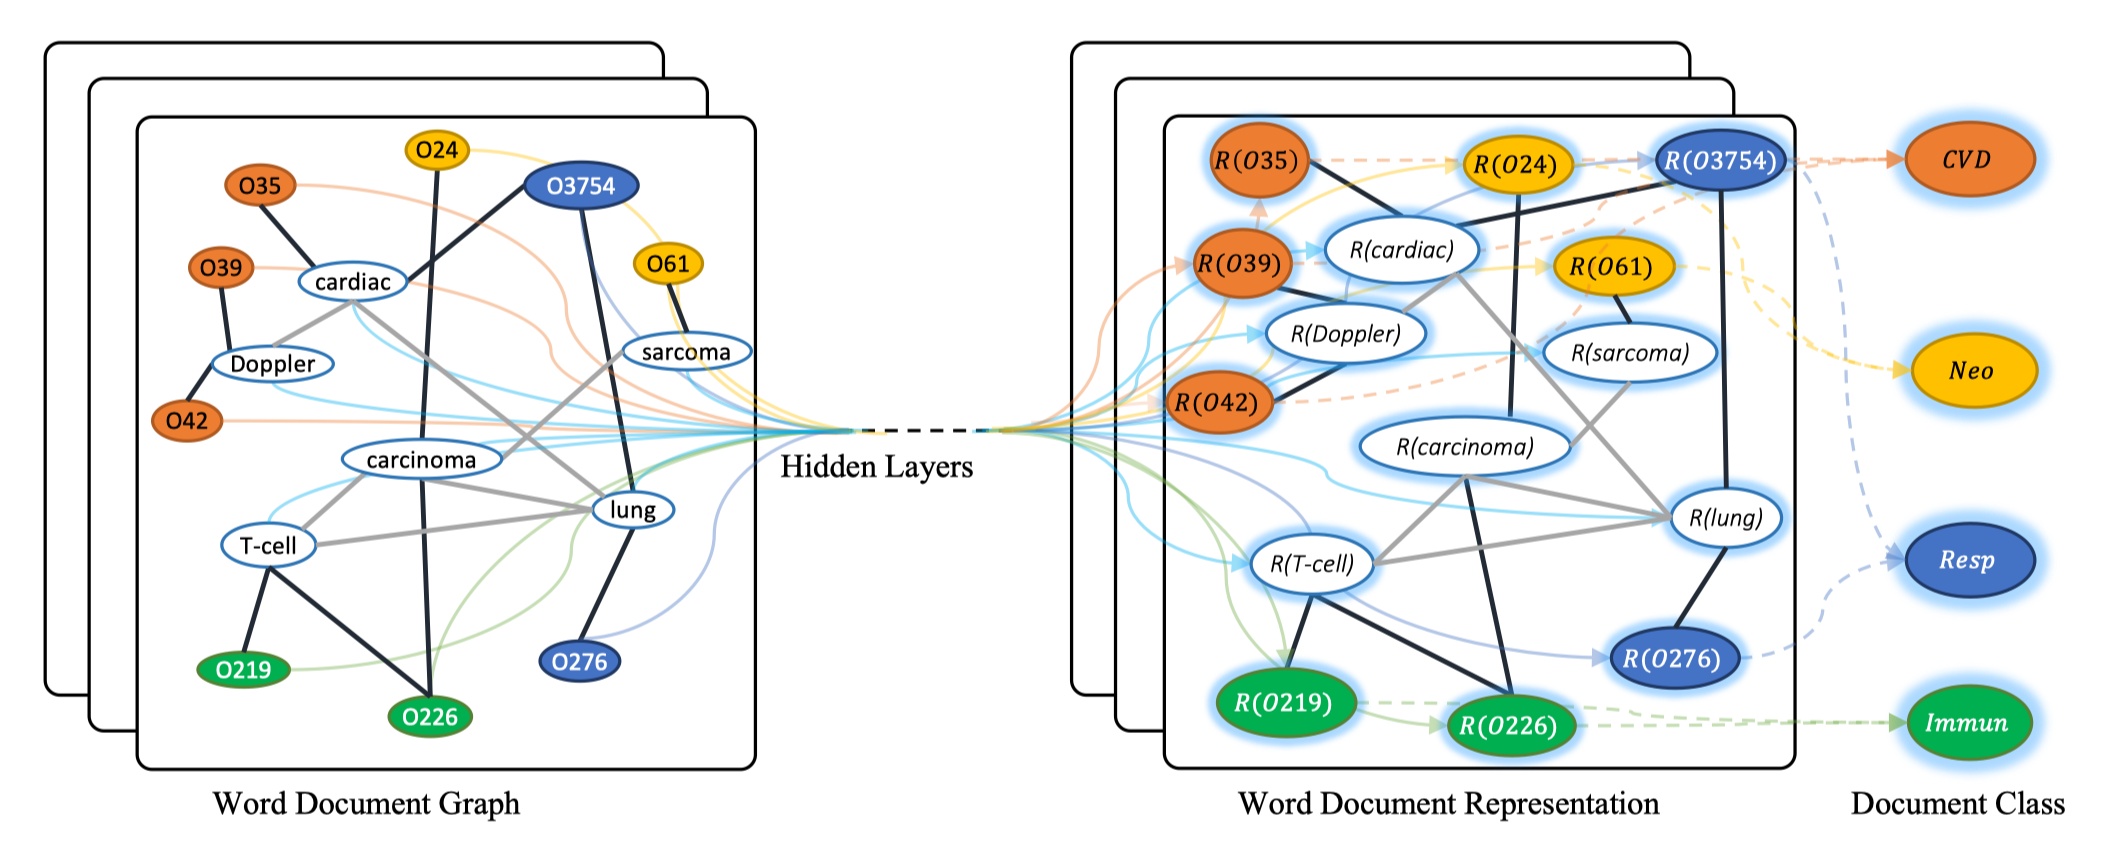 O24
O35
O3754
O39
O61
cardiac
Doppler
sarcoma
O42
carcinoma
lung
T-cell
O219
O276
O226
Word Document Graph
Hidden Layers
R(O35)
R(O24)
R(O3754)
R(cardiac)
R(O39)
R(O61)
R(Doppler)
R(sarcoma)
R(O42)
R(carcinoma)
R(lung)
R(T-cell)
R(O276)
R(O219)
R(O226)
Word Document Representation
CVD
Neo
Resp
Immun
Document Class